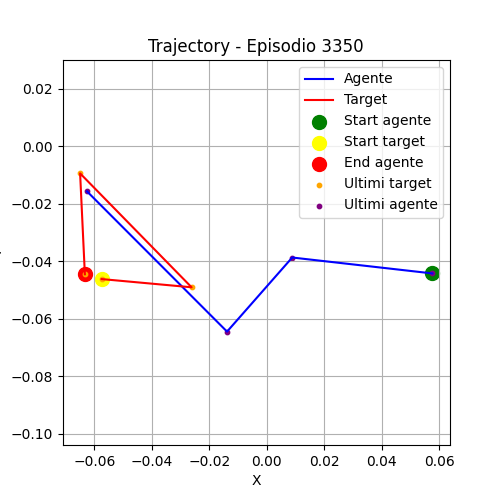 Trajectory - Episodio 3350
Agente
Target
Start agente
Start target
End agente
Ultimi target
Ultimi agente
0.02
0.00
−0.02
−0.04
−0.06
−0.08
−0.10
−0.06 −0.04 −0.02 0.00 0.02 0.04 0.06
X